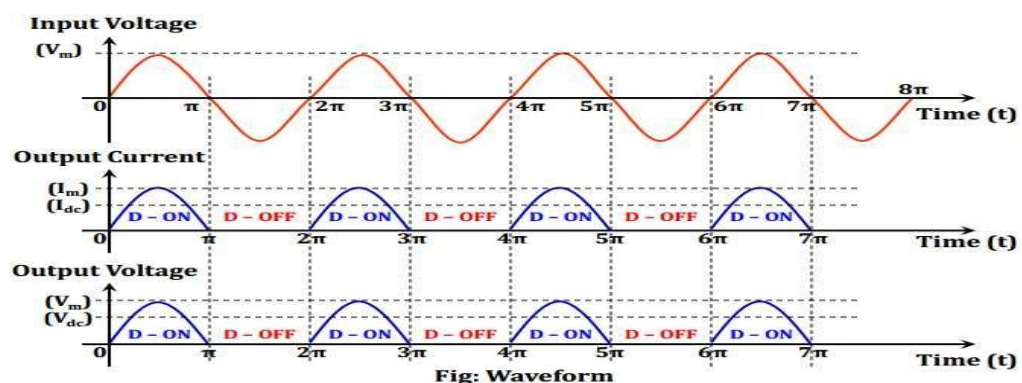 Input Voltage
(Vₘ)
0 π 2π 3π 4π 5π 6π 7π 8π
Time (t)
Output Current
(Iₘ)
(I_dc)
D – ON D – OFF D – ON D – OFF D – ON D – OFF D – ON
0 π 2π 3π 4π 5π 6π 7π Time (t)
Output Voltage
(Vₘ)
(V_dc)
D – ON D – OFF D – ON D – OFF D – ON D – OFF D – ON
0 π 2π 3π 4π 5π 6π 7π Time (t)
Fig: Waveform